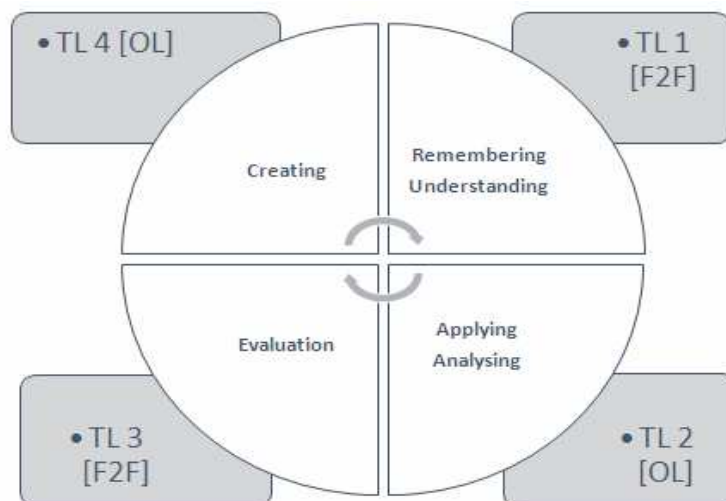 • TL 4 [OL]
• TL 1
[F2F]
Creating
Remembering
Understanding
Evaluation
Applying
Analysing
• TL 3
[F2F]
• TL 2
[OL]